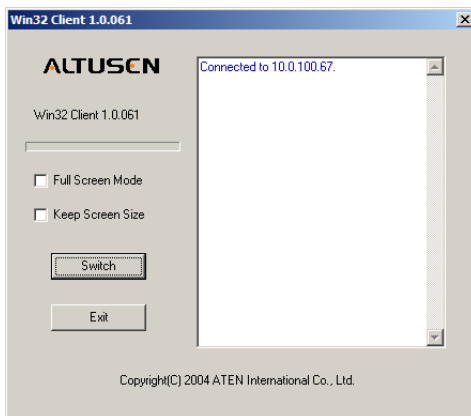 Win32 Client 1.0.061
ALTUSEN
Connected to 10.0.100.67.
Win32 Client 1.0.061
Full Screen Mode
Keep Screen Size
Switch
Exit
Copyright(C) 2004 ATEN International Co., Ltd.